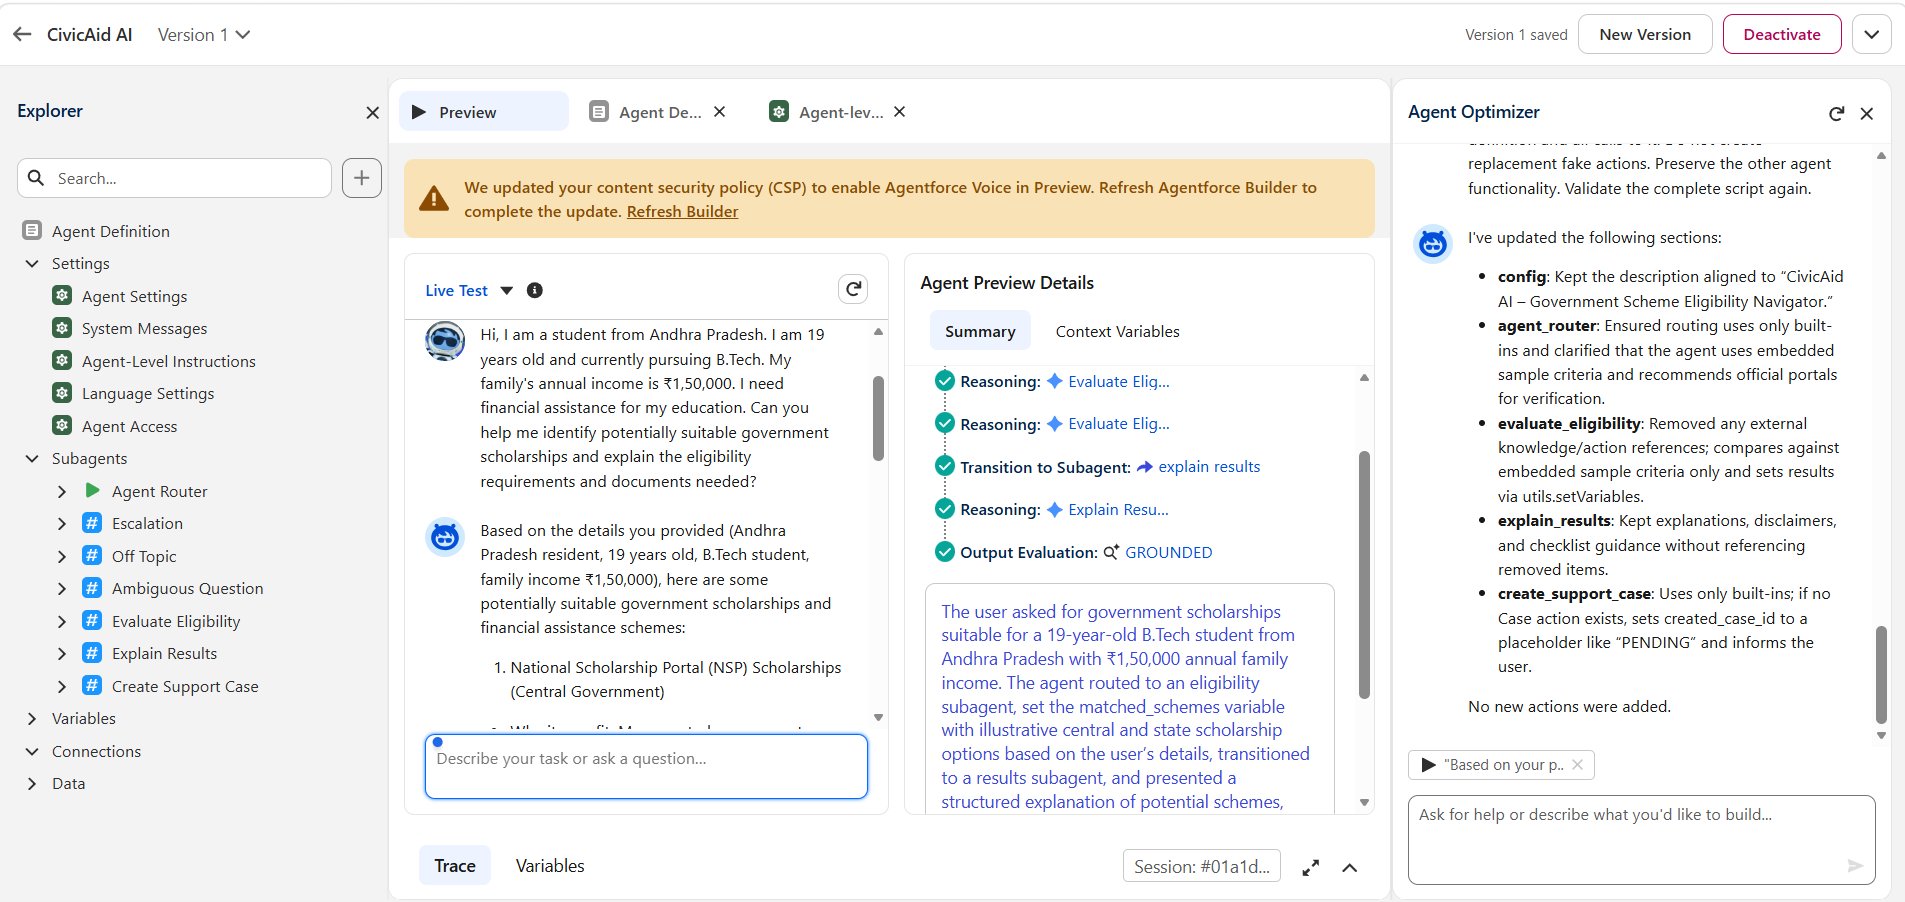 CivicAid AI
Version 1
Version 1 saved
New Version
Deactivate
Explorer
Search...
Agent Definition
Settings
Agent Settings
System Messages
Agent-Level Instructions
Language Settings
Agent Access
Subagents
Agent Router
# Escalation
# Off Topic
# Ambiguous Question
# Evaluate Eligibility
# Explain Results
# Create Support Case
Variables
Connections
Data
Preview
Agent De...
Agent-lev...
We updated your content security policy (CSP) to enable Agentforce Voice in Preview. Refresh Agentforce Builder to
complete the update. Refresh Builder
Live Test
Hi, I am a student from Andhra Pradesh. I am 19
years old and currently pursuing B.Tech. My
family's annual income is ₹1,50,000. I need
financial assistance for my education. Can you
help me identify potentially suitable government
scholarships and explain the eligibility
requirements and documents needed?
Based on the details you provided (Andhra
Pradesh resident, 19 years old, B.Tech student,
family income ₹1,50,000), here are some
potentially suitable government scholarships and
financial assistance schemes:
1. National Scholarship Portal (NSP) Scholarships
(Central Government)
Describe your task or ask a question...
Agent Preview Details
Summary
Context Variables
Reasoning: Evaluate Elig...
Reasoning: Evaluate Elig...
Transition to Subagent: explain results
Reasoning: Explain Resu...
Output Evaluation: GROUNDED
The user asked for government scholarships
suitable for a 19-year-old B.Tech student from
Andhra Pradesh with ₹1,50,000 annual family
income. The agent routed to an eligibility
subagent, set the matched_schemes variable
with illustrative central and state scholarship
options based on the user's details, transitioned
to a results subagent, and presented a
structured explanation of potential schemes,
Trace
Variables
Session: #01a1d...
Agent Optimizer
replacement fake actions. Preserve the other agent
functionality. Validate the complete script again.
I've updated the following sections:
• config: Kept the description aligned to “CivicAid
AI – Government Scheme Eligibility Navigator.”
• agent_router: Ensured routing uses only built-
ins and clarified that the agent uses embedded
sample criteria and recommends official portals
for verification.
• evaluate_eligibility: Removed any external
knowledge/action references; compares against
embedded sample criteria only and sets results
via utils.setVariables.
• explain_results: Kept explanations, disclaimers,
and checklist guidance without referencing
removed items.
• create_support_case: Uses only built-ins; if no
Case action exists, sets created_case_id to a
placeholder like “PENDING” and informs the
user.
No new actions were added.
"Based on your p..
Ask for help or describe what you'd like to build...